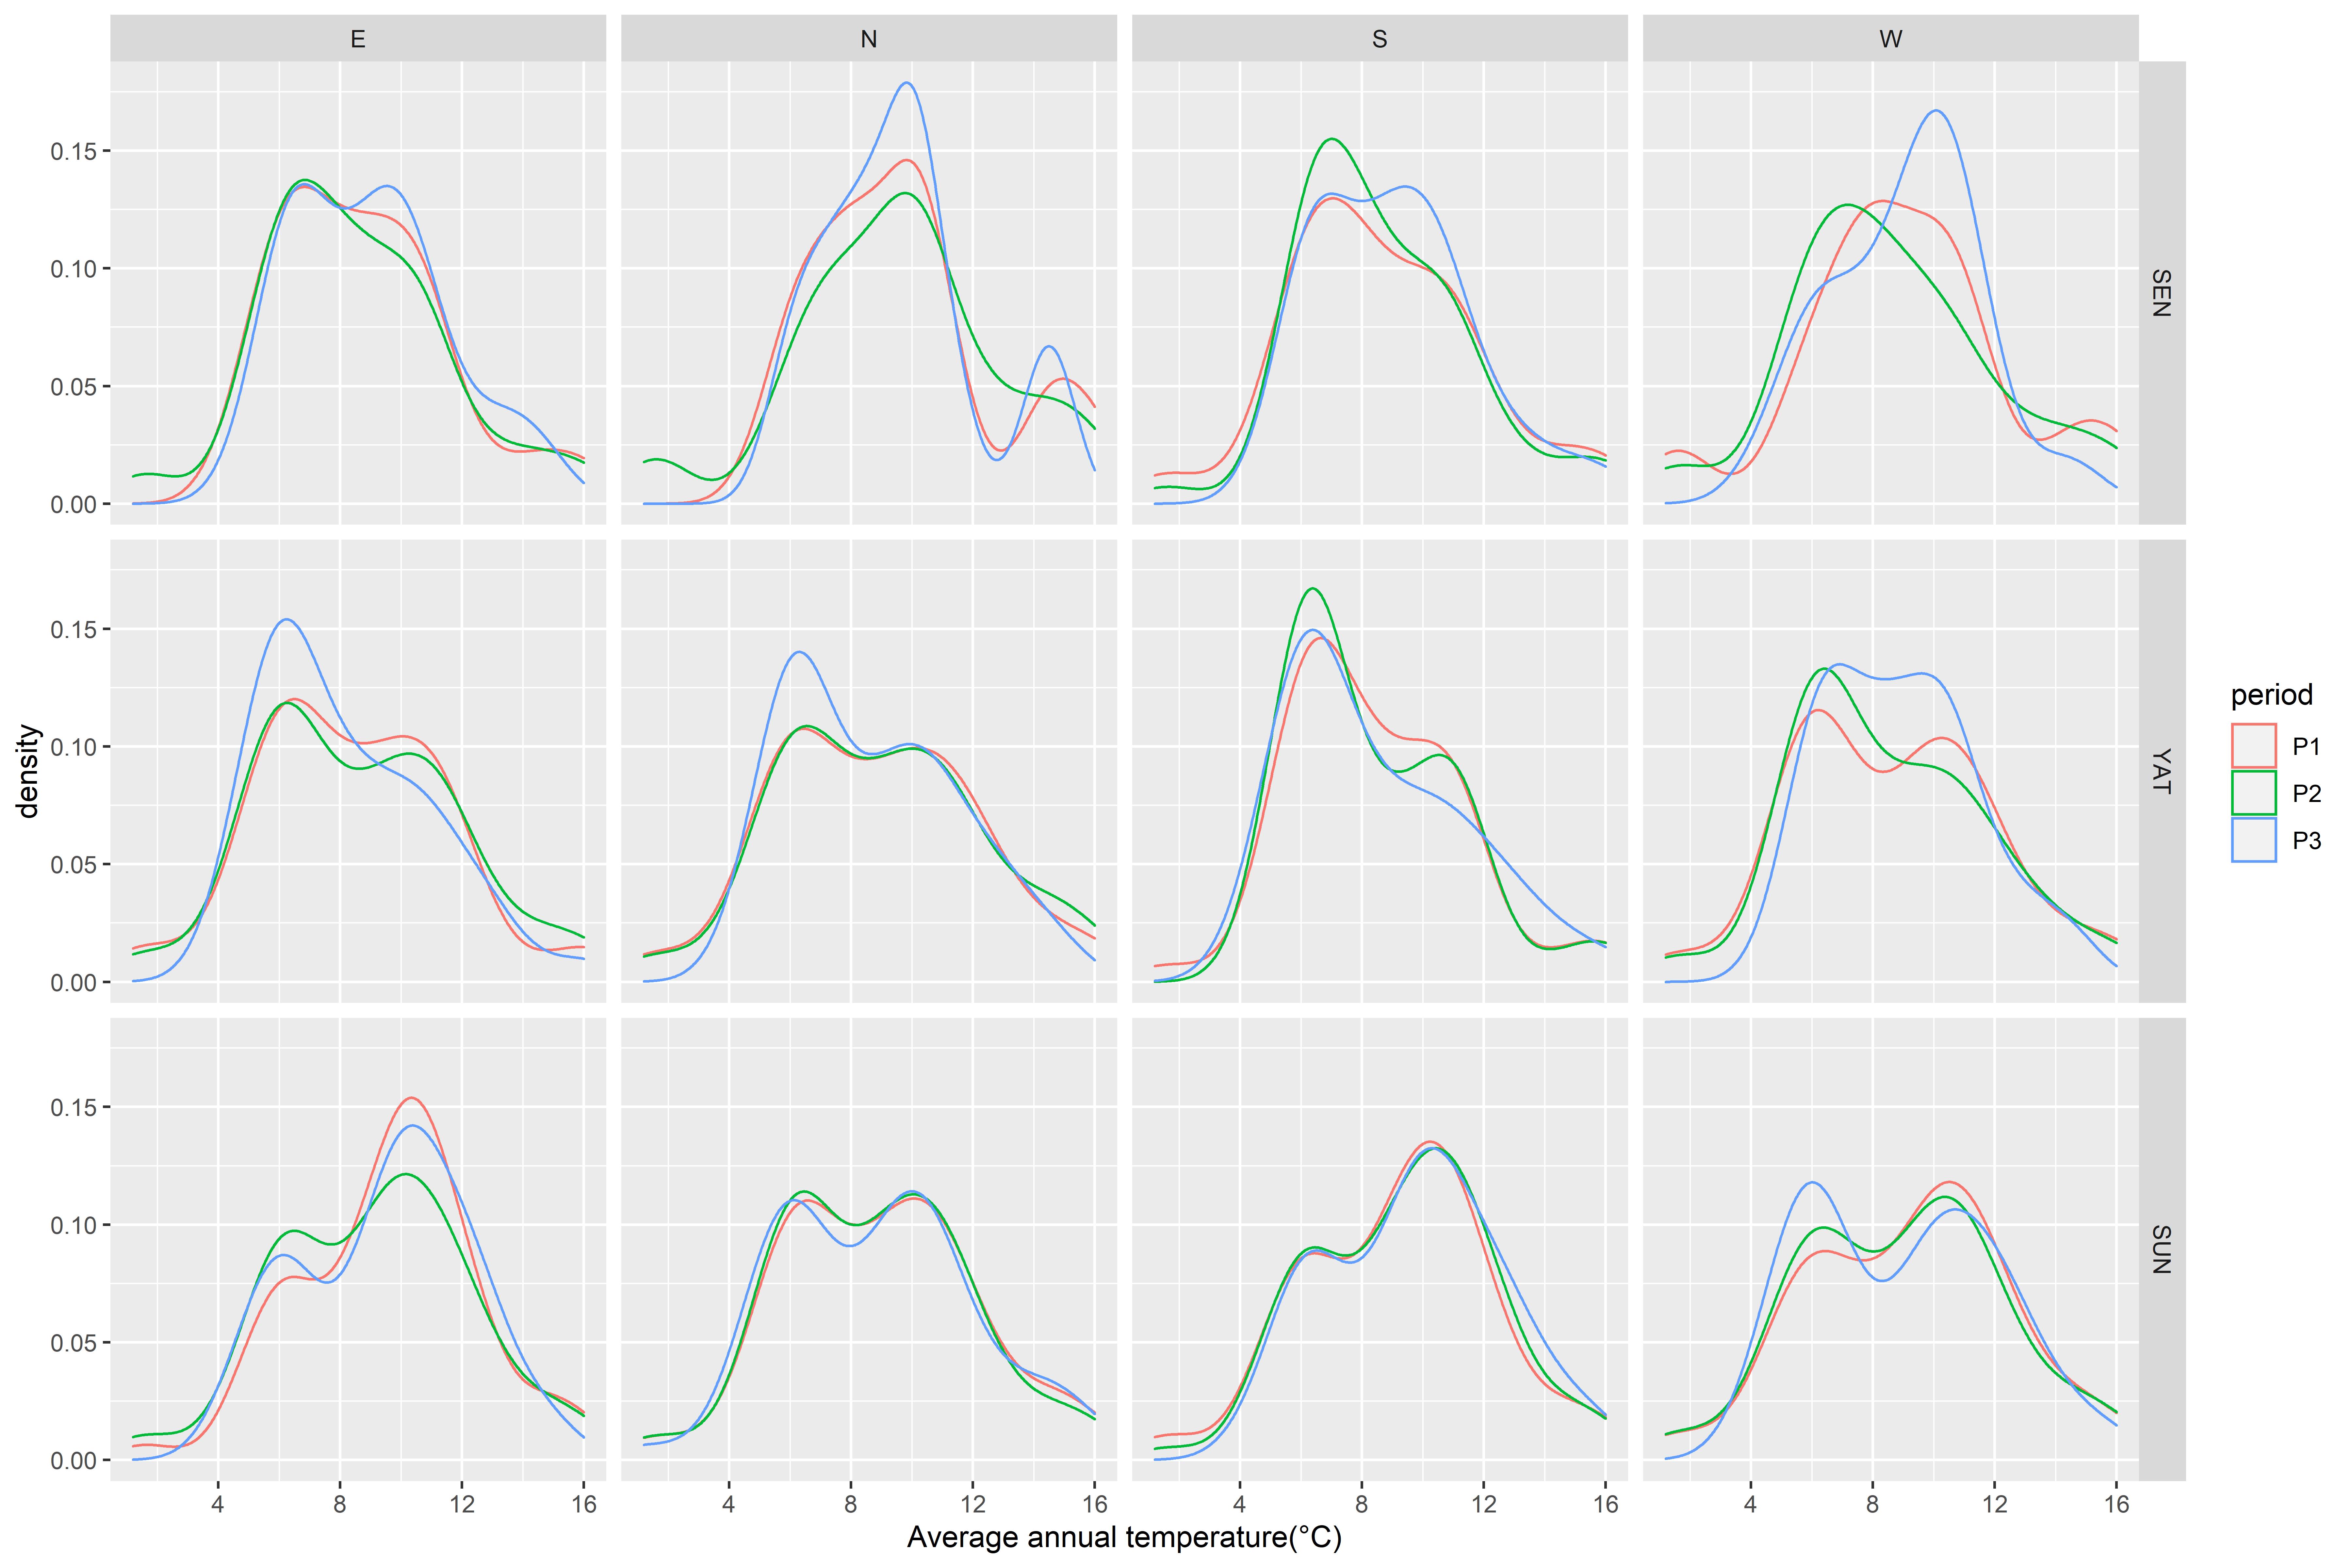 E N S W
0.15
0.10
0.05
0.00
SEN
0.15
0.10
0.05
0.00
YAT
density
period
P1
P2
P3
0.15
0.10
0.05
0.00
SUN
4 8 12 16 4 8 12 16 4 8 12 16 4 8 12 16
Average annual temperature(°C)